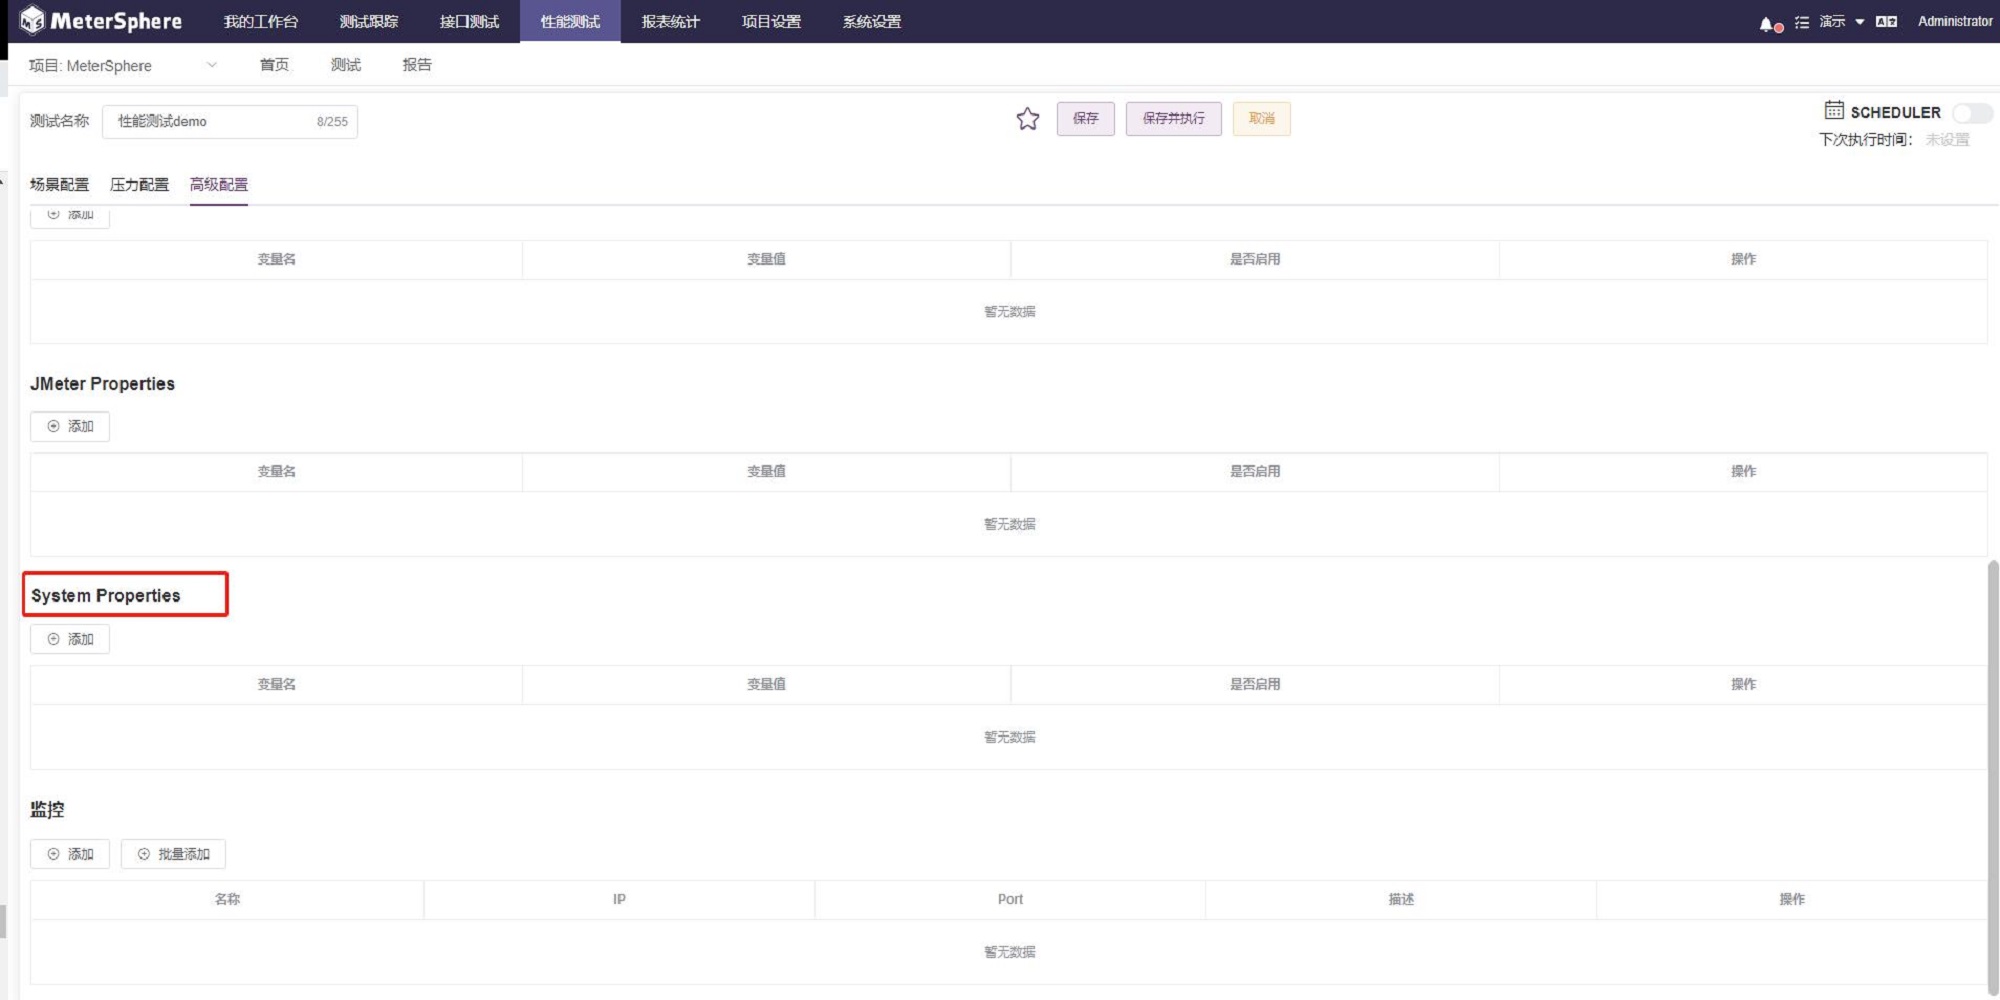 MeterSphere 我的工作台 测试跟踪 接口测试 性能测试 报表统计 项目设置 系统设置 演示 Administrator
项目: MeterSphere 首页 测试 报告
测试名称 性能测试demo 8/255 保存 保存并执行 取消 SCHEDULER
下次执行时间： 未设置
场景配置 压力配置 高级配置
添加
变量名 变量值 是否启用 操作
暂无数据
JMeter Properties
添加
变量名 变量值 是否启用 操作
暂无数据
System Properties
添加
变量名 变量值 是否启用 操作
暂无数据
监控
添加 批量添加
名称 IP Port 描述 操作
暂无数据